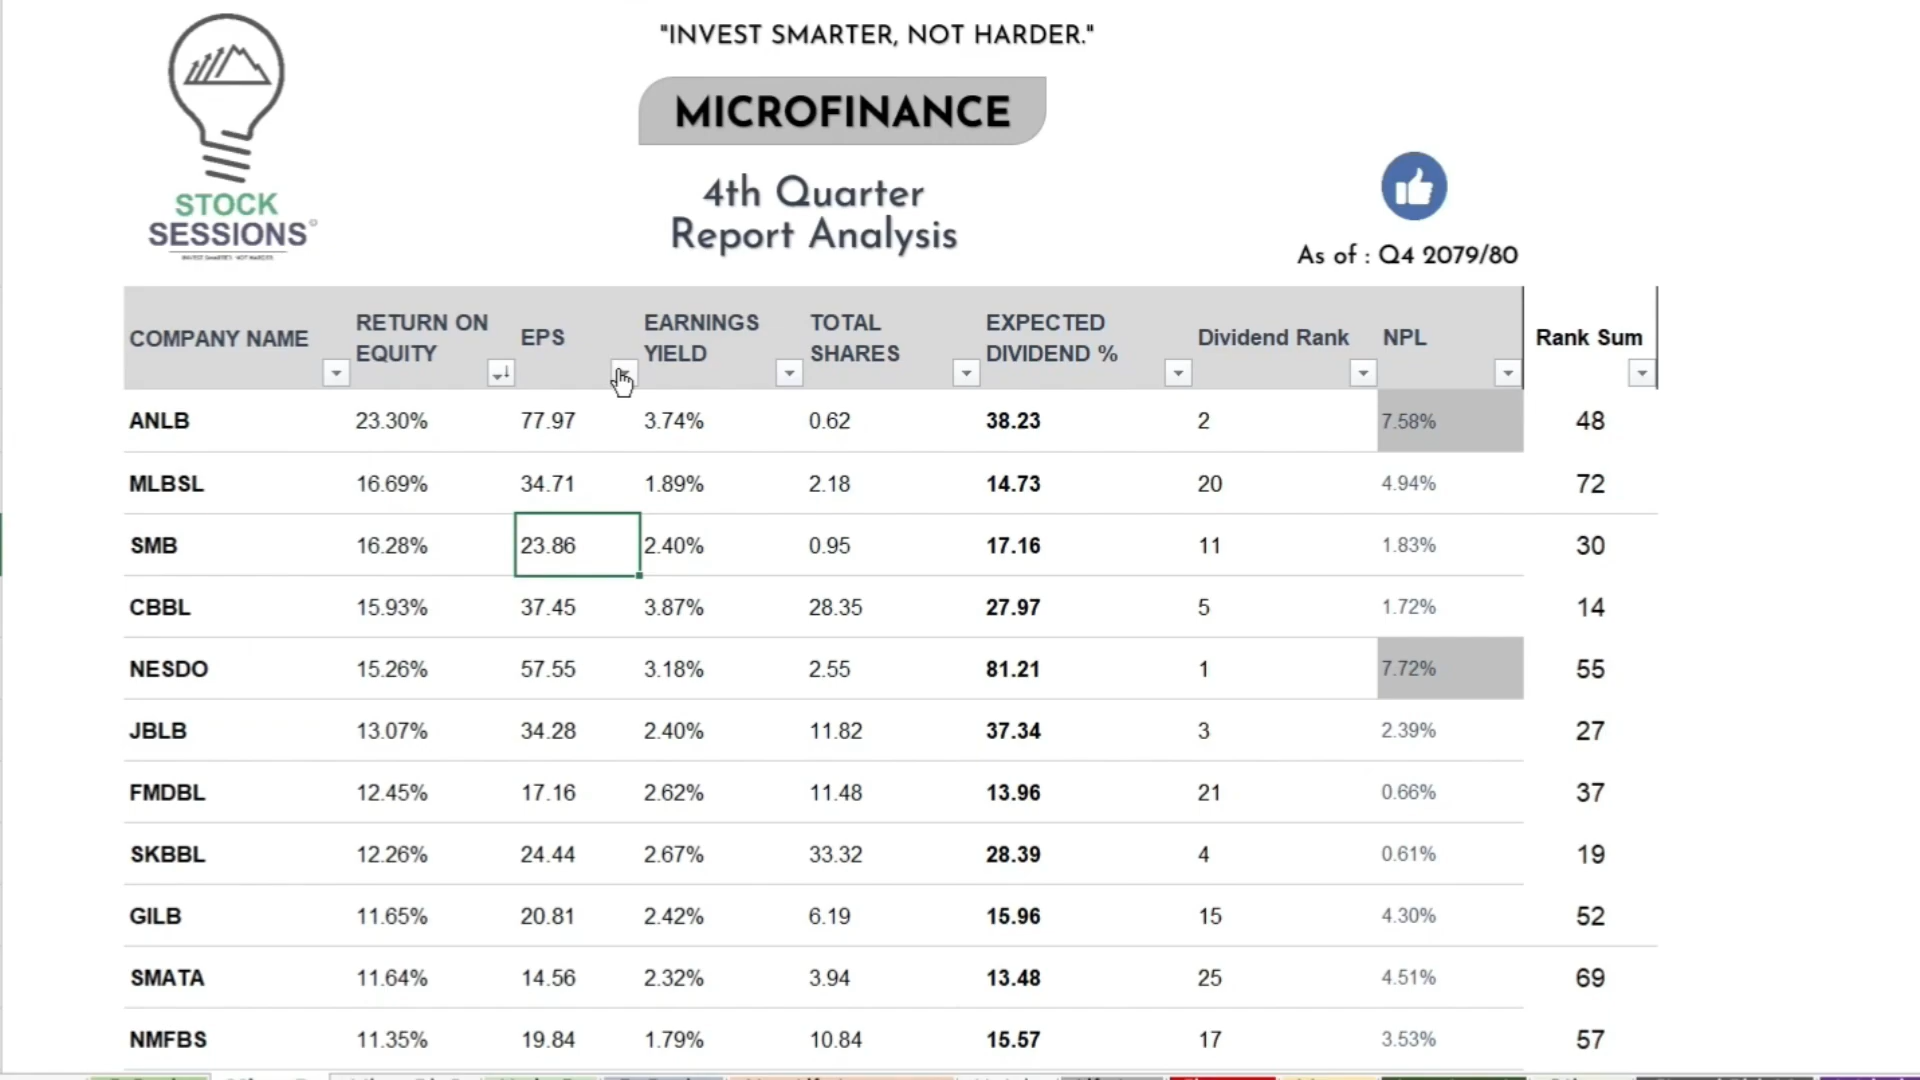 "INVEST SMARTER, NOT HARDER."
MICROFINANCE
STOCK
SESSIONS
4th Quarter
Report Analysis
As of : Q4 2079/80
COMPANY NAME RETURN ON EQUITY EPS EARNINGS YIELD TOTAL SHARES EXPECTED DIVIDEND % Dividend Rank NPL Rank Sum
ANLB 23.30% 77.97 3.74% 0.62 38.23 2 7.58% 48
MLBSL 16.69% 34.71 1.89% 2.18 14.73 20 4.94% 72
SMB 16.28% 23.86 2.40% 0.95 17.16 11 1.83% 30
CBBL 15.93% 37.45 3.87% 28.35 27.97 5 1.72% 14
NESDO 15.26% 57.55 3.18% 2.55 81.21 1 7.72% 55
JBLB 13.07% 34.28 2.40% 11.82 37.34 3 2.39% 27
FMDBL 12.45% 17.16 2.62% 11.48 13.96 21 0.66% 37
SKBBL 12.26% 24.44 2.67% 33.32 28.39 4 0.61% 19
GILB 11.65% 20.81 2.42% 6.19 15.96 15 4.30% 52
SMATA 11.64% 14.56 2.32% 3.94 13.48 25 4.51% 69
NMFBS 11.35% 19.84 1.79% 10.84 15.57 17 3.53% 57